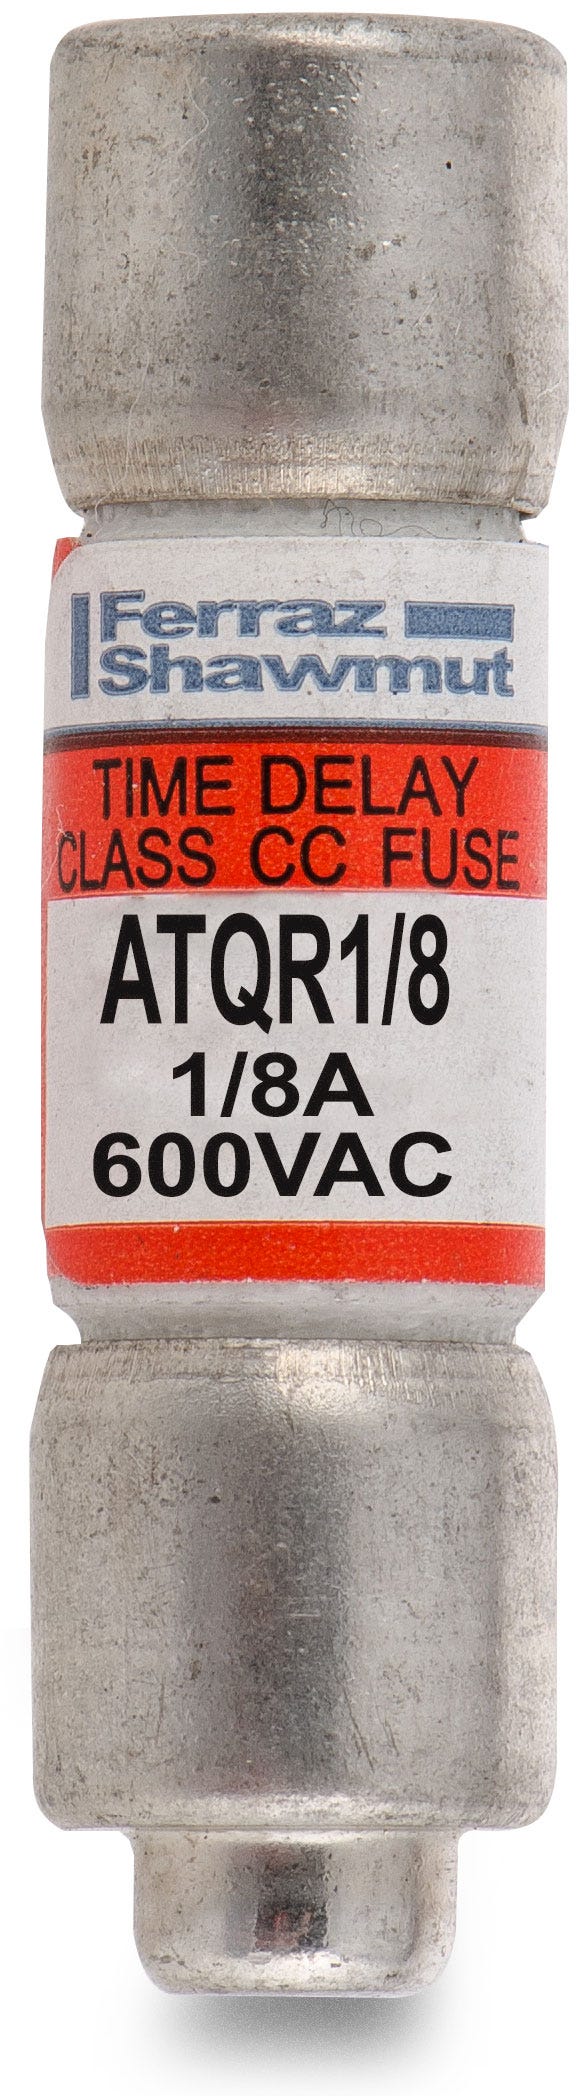 Ferraz
Shawmut
TIME DELAY
CLASS CC FUSE
ATQR1/8
1/8A
600VAC